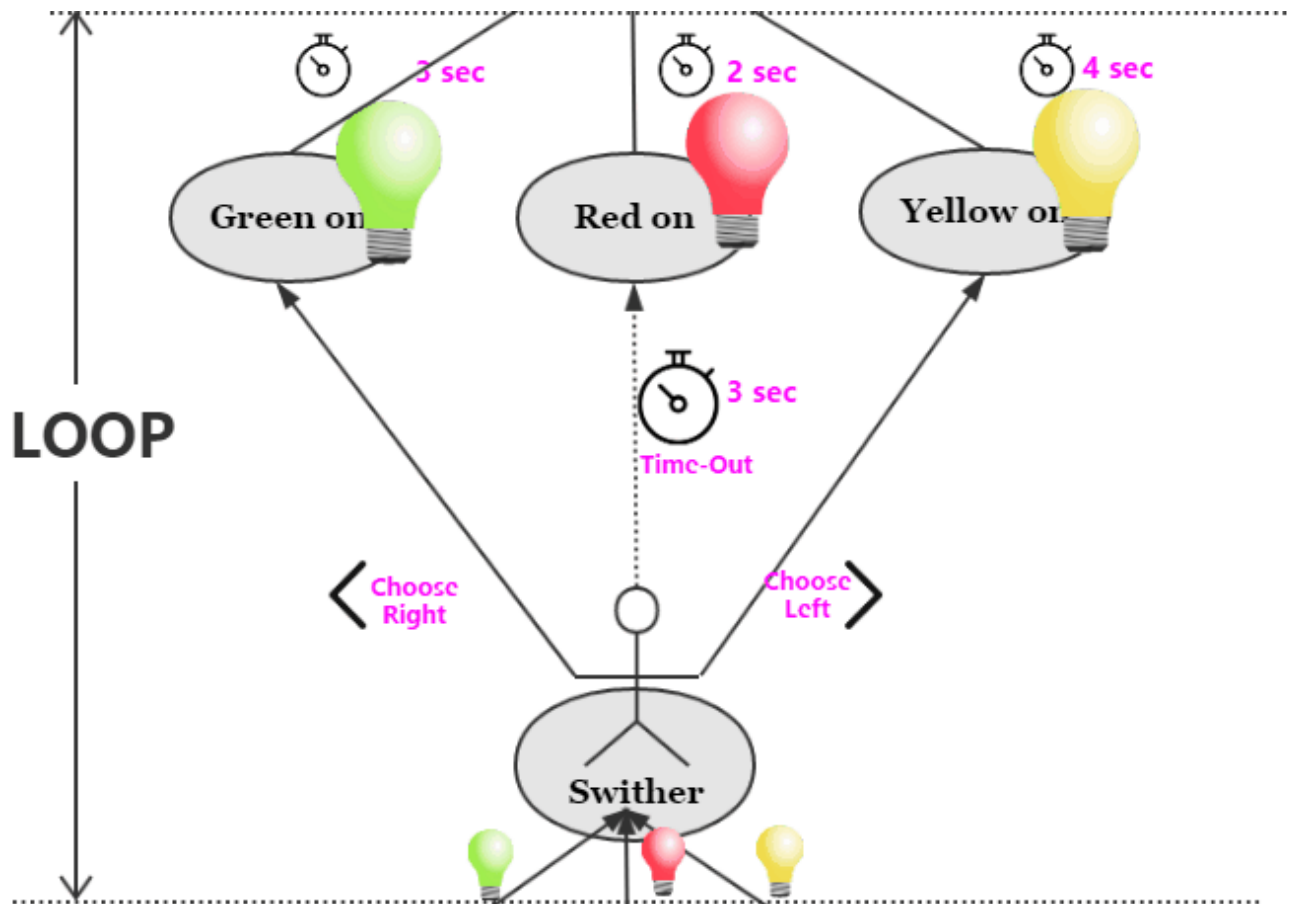 3 sec
2 sec
4 sec
Green on
Red on
Yellow on
3 sec
LOOP
Time-Out
Choose
Right
Choose
Left
Swither